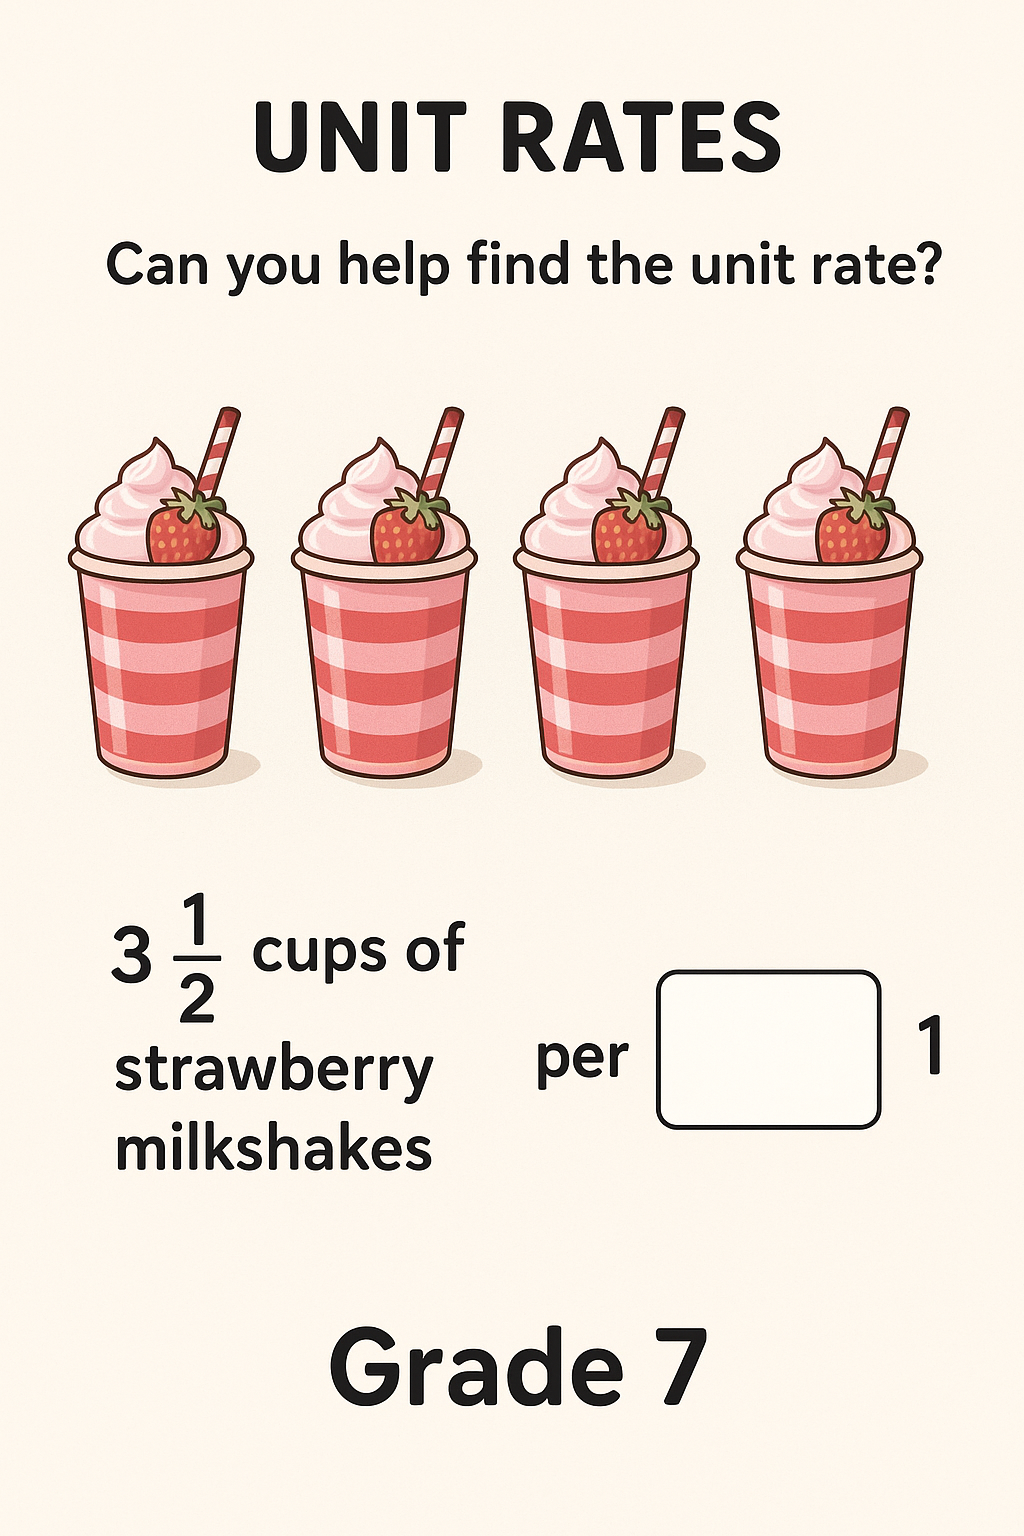 UNIT RATES
Can you help find the unit rate?
3 1/2 cups of
strawberry
milkshakes
per 1
Grade 7